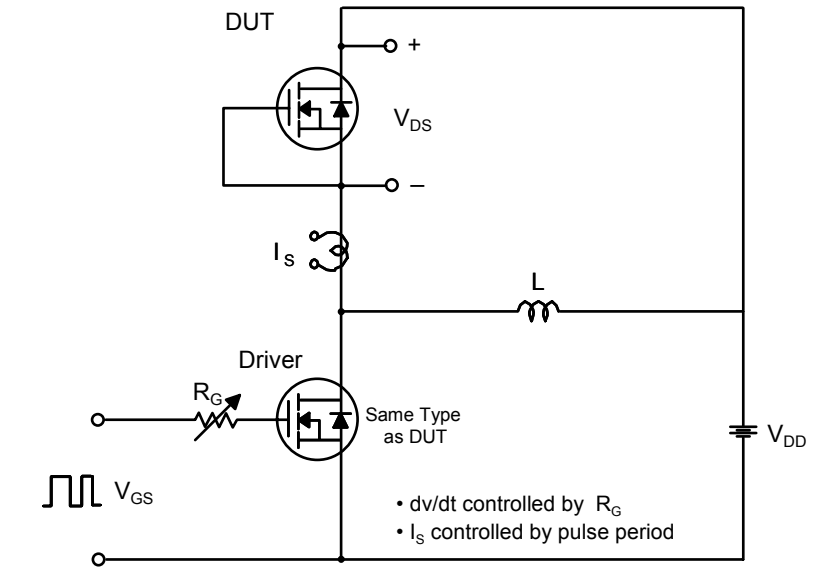 DUT
+
V_DS
–
I_S
L
Driver
R_G
Same Type
as DUT
V_DD
V_GS
• dv/dt controlled by R_G
• I_S controlled by pulse period